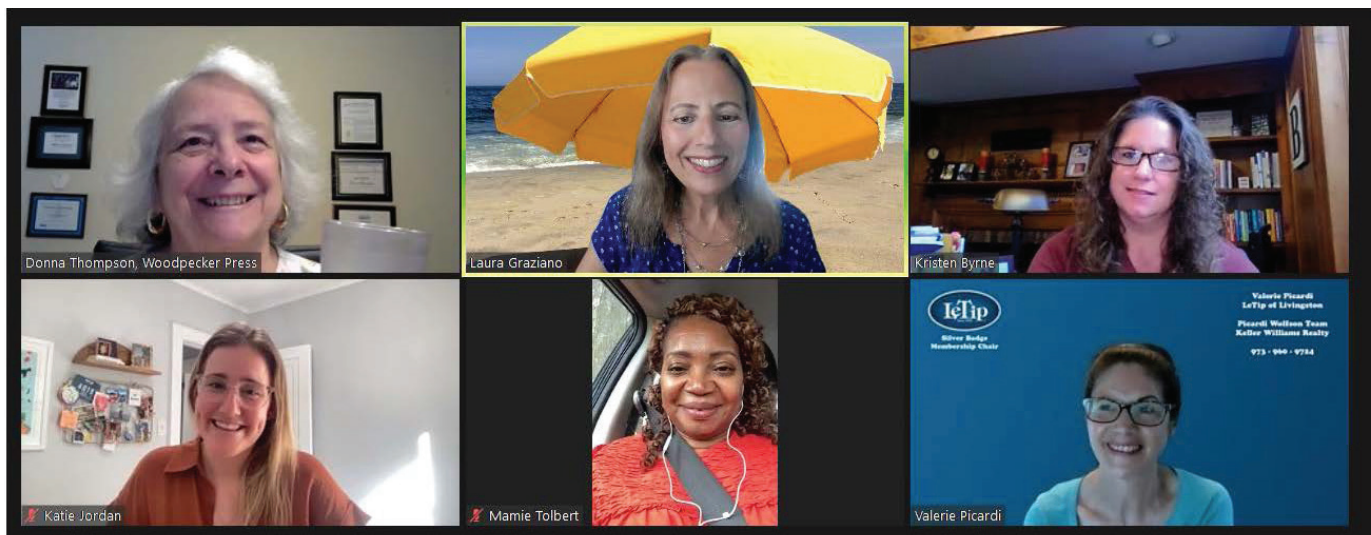 Donna Thompson, Woodpecker Press
Laura Graziano
Kristen Byrne
B
LeTip
Silver Badge
Membership Chair
Valerie Picardi
LeTip of Livingston
Picardi Wolfson Team
Keller Williams Realty
973 - 960 - 9724
Katie Jordan
Mamie Tolbert
Valerie Picardi